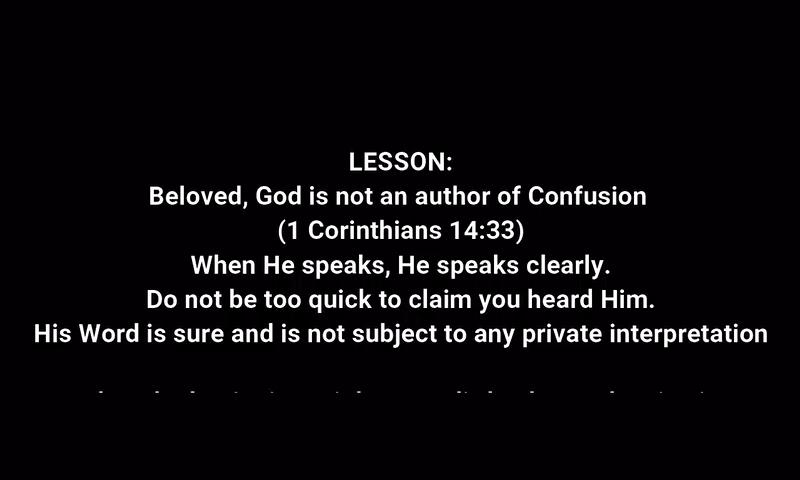 LESSON:
Beloved, God is not an author of Confusion
(1 Corinthians 14:33)
When He speaks, He speaks clearly.
Do not be too quick to claim you heard Him.
His Word is sure and is not subject to any private interpretation